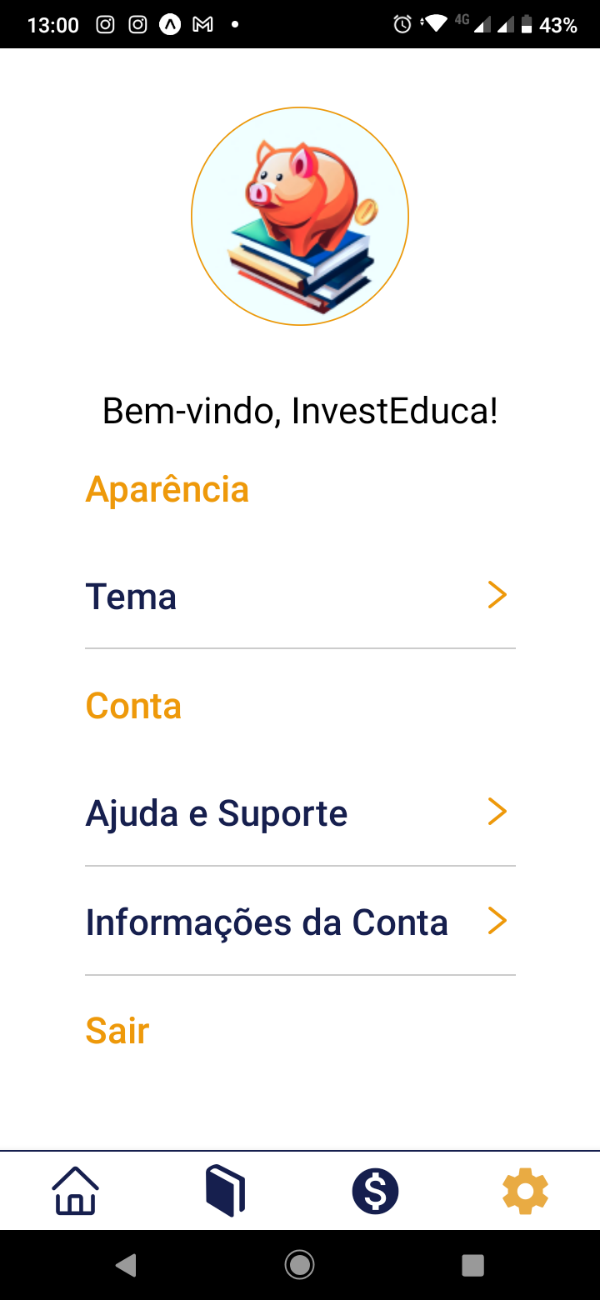 13:00
4G
43%
Bem-vindo, InvestEduca!
Aparência
Tema
Conta
Ajuda e Suporte
Informações da Conta
Sair